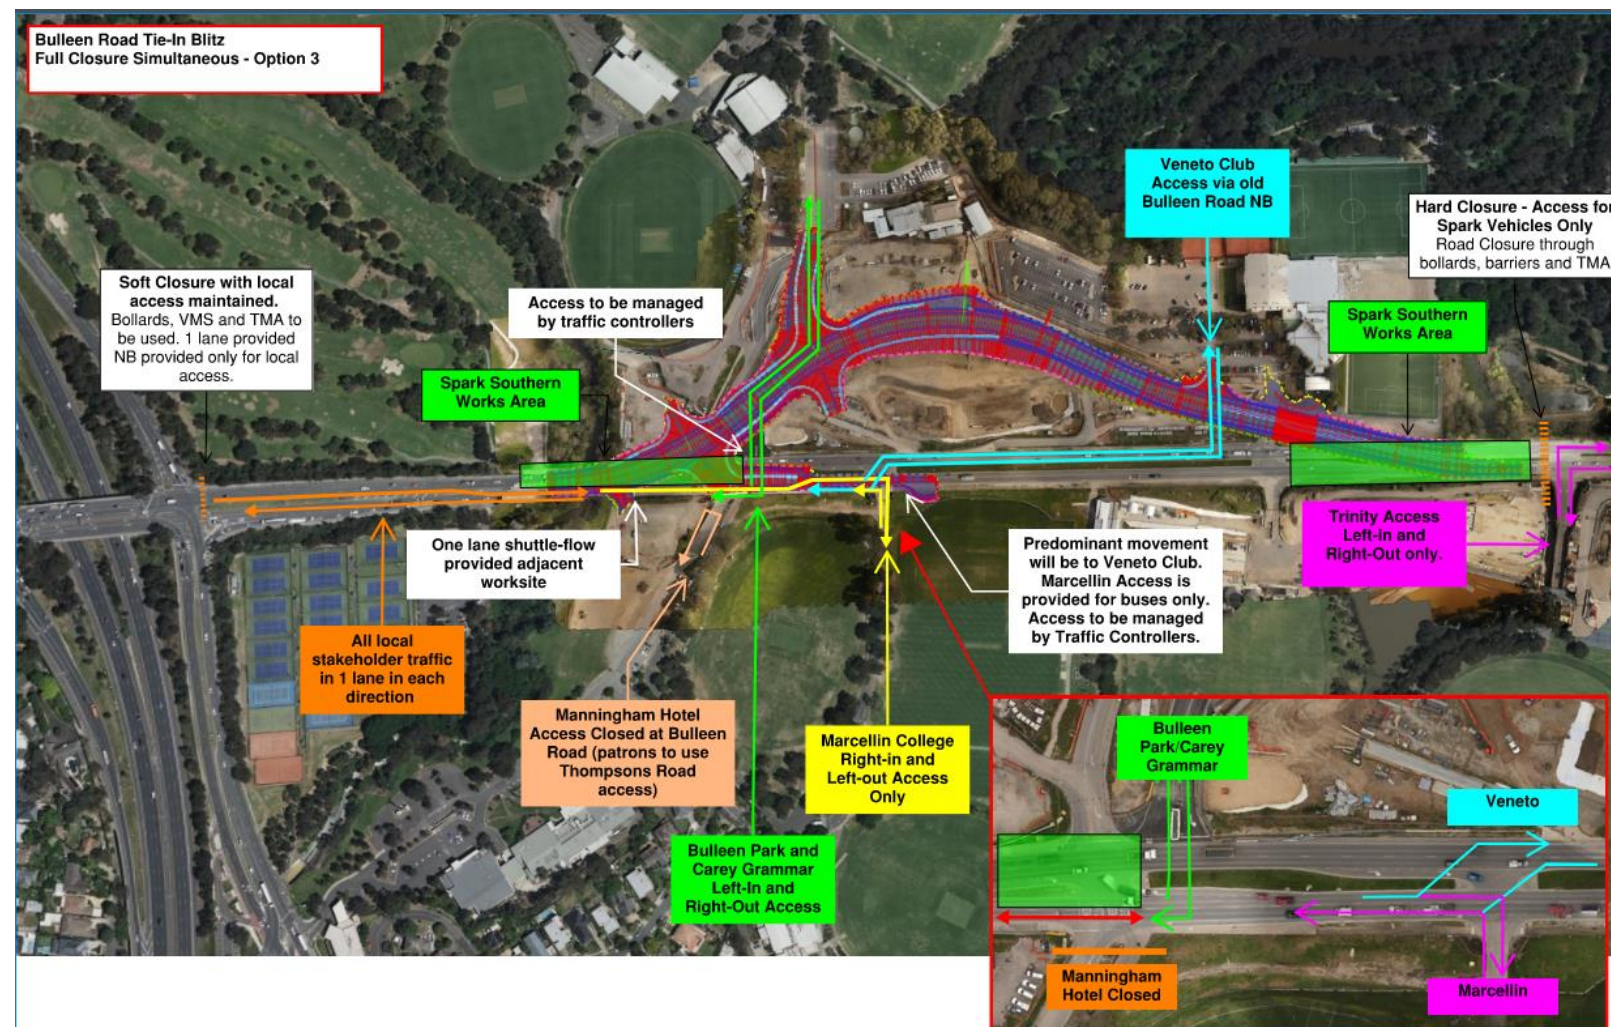 Bulleen Road Tie-In Blitz
Full Closure Simultaneous - Option 3
Veneto Club
Access via old
Bulleen Road NB
Hard Closure - Access for
Spark Vehicles Only
Road Closure through
bollards, barriers and TMA
Soft Closure with local
access maintained.
Bollards, VMS and TMA to
be used. 1 lane provided
NB provided only for local
access.
Access to be managed
by traffic controllers
Spark Southern
Works Area
Spark Southern
Works Area
One lane shuttle-flow
provided adjacent
worksite
Predominant movement
will be to Veneto Club.
Marcellin Access is
provided for buses only.
Access to be managed
by Traffic Controllers.
Trinity Access
Left-In and
Right-Out only.
All local
stakeholder traffic
in 1 lane in each
direction
Manningham Hotel
Access Closed at Bulleen
Road (patrons to use
Thompsons Road
access)
Marcellin College
Right-in and
Left-out Access
Only
Bulleen Park and
Carey Grammar
Left-In and
Right-Out Access
Bulleen
Park/Carey
Grammar
Veneto
Manningham
Hotel Closed
Marcellin